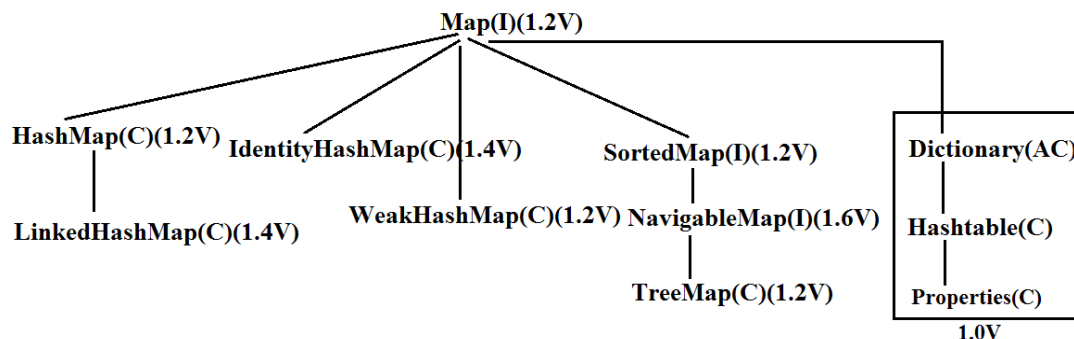 Map(I)(1.2V)
HashMap(C)(1.2V)
IdentityHashMap(C)(1.4V)
SortedMap(I)(1.2V)
Dictionary(AC)
LinkedHashMap(C)(1.4V)
WeakHashMap(C)(1.2V)
NavigableMap(I)(1.6V)
Hashtable(C)
TreeMap(C)(1.2V)
Properties(C)
1.0V